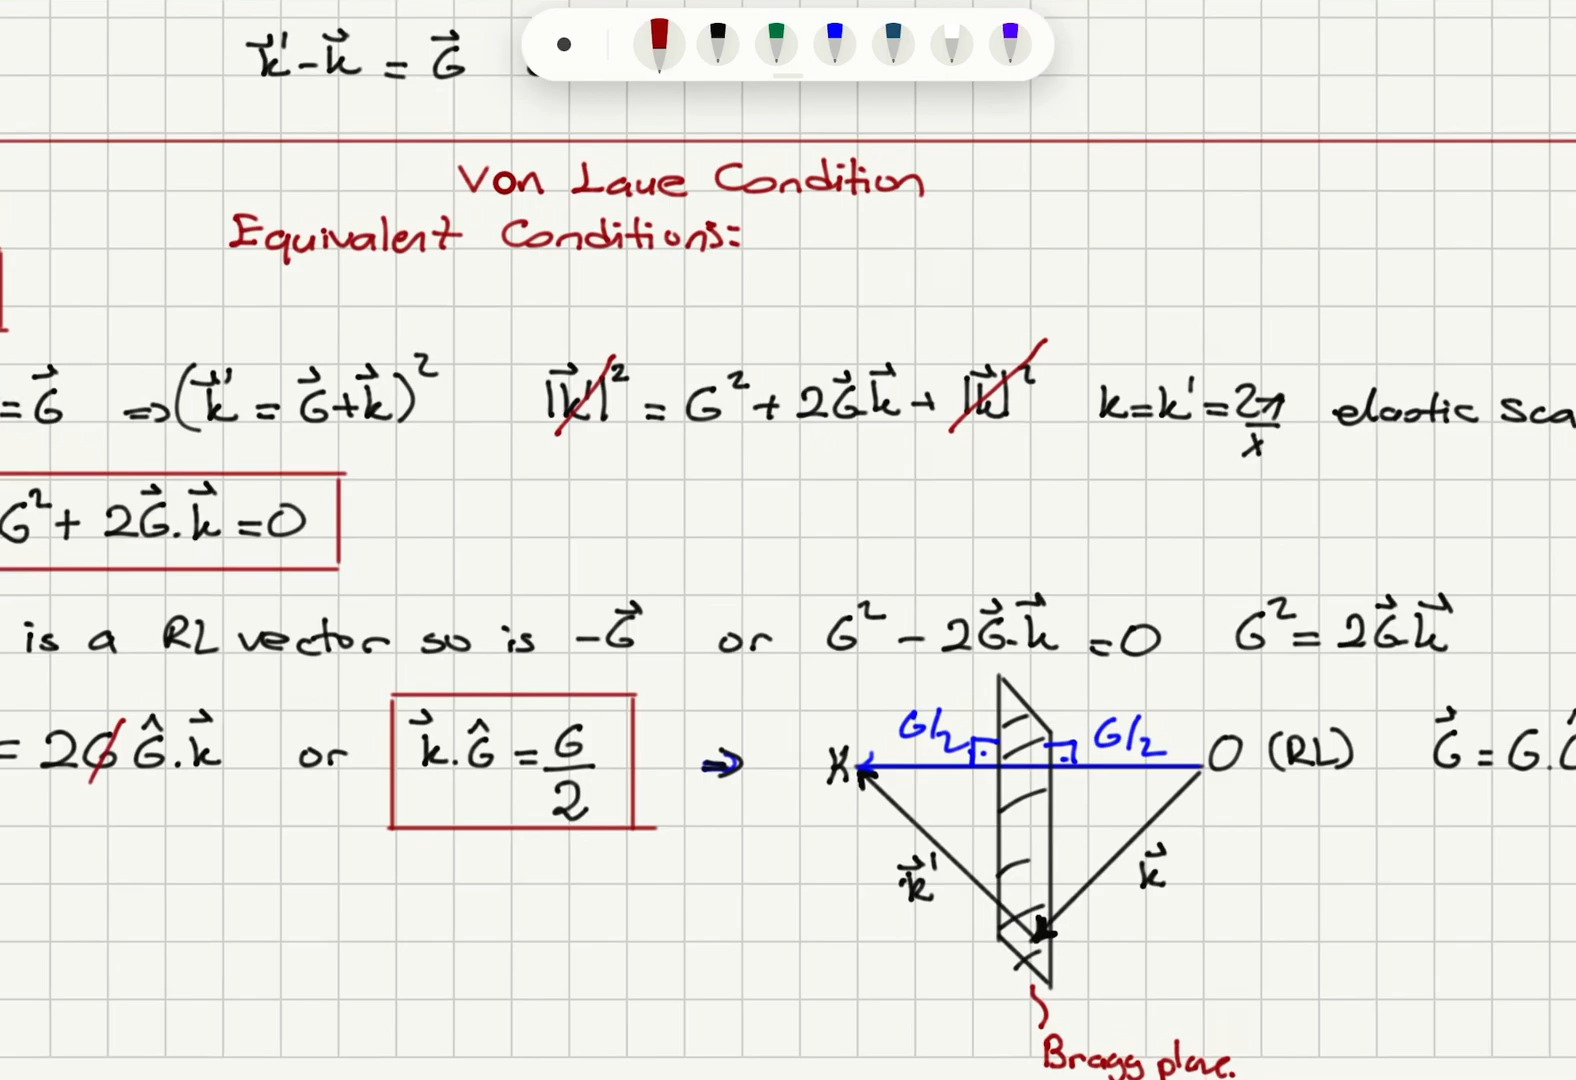 k⃗' - k⃗ = G⃗
Von Laue Condition
Equivalent Conditions:
= G⃗ ⇒ (k⃗' = G⃗ + k⃗)² |k⃗'|² = G² + 2G⃗k⃗ + |k⃗|² k = k' = 2π/λ elastic sca
G² + 2G⃗.k⃗ = 0
is a RL vector so is -G⃗ or G² - 2G⃗.k⃗ = 0 G² = 2G⃗k⃗
= 2G Ĝ.k⃗ or k⃗.Ĝ = G/2 ⇒ G/2 G/2 O (RL) G⃗ = G.Ĝ
k⃗' k⃗
Bragg plane.